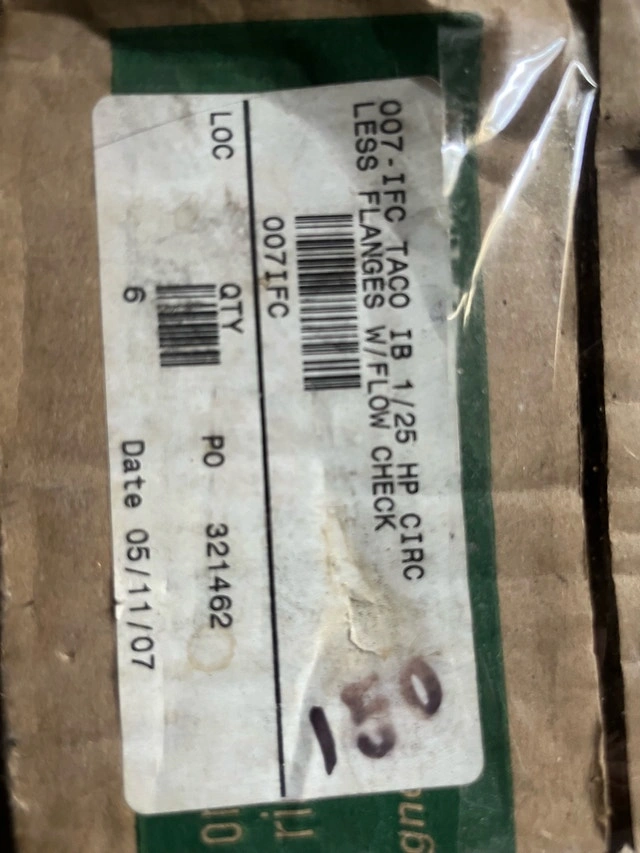 007-IFC TACO IB 1/25 HP CIRC
LESS FLANGES W/FLOW CHECK
007IFC
LOC QTY PO 321462
6 Date 05/11/07